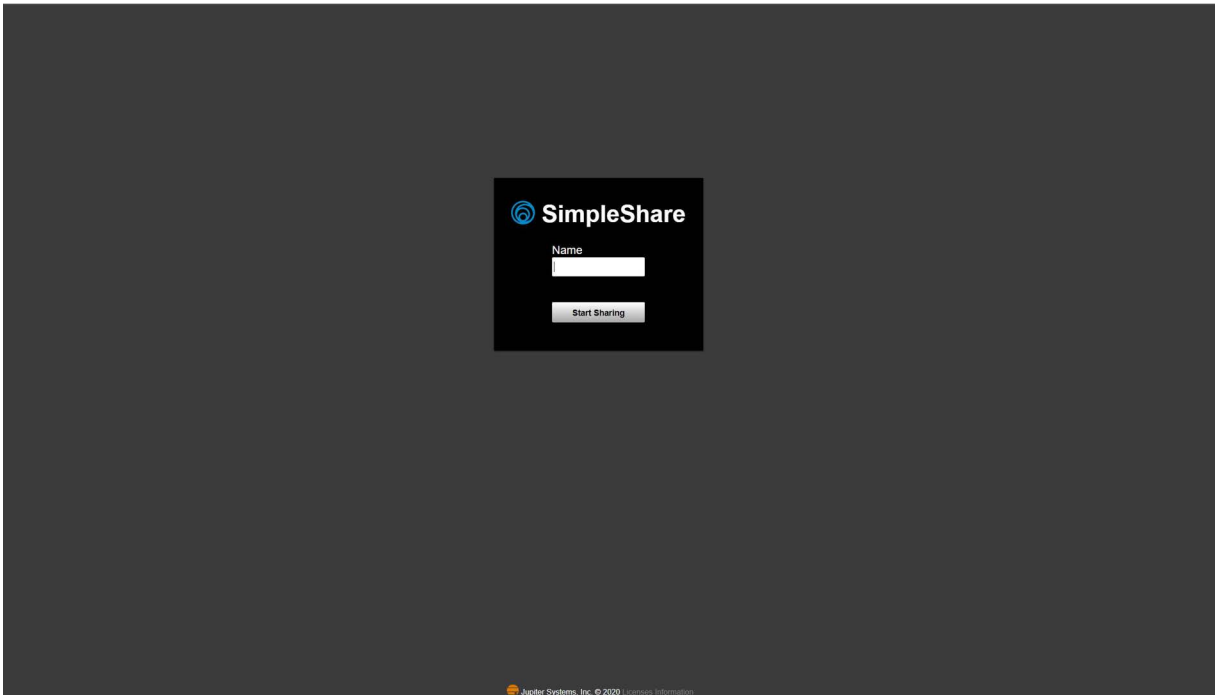 SimpleShare
Name
Start Sharing
Jupiter Systems, Inc. © 2020 Licenses Information